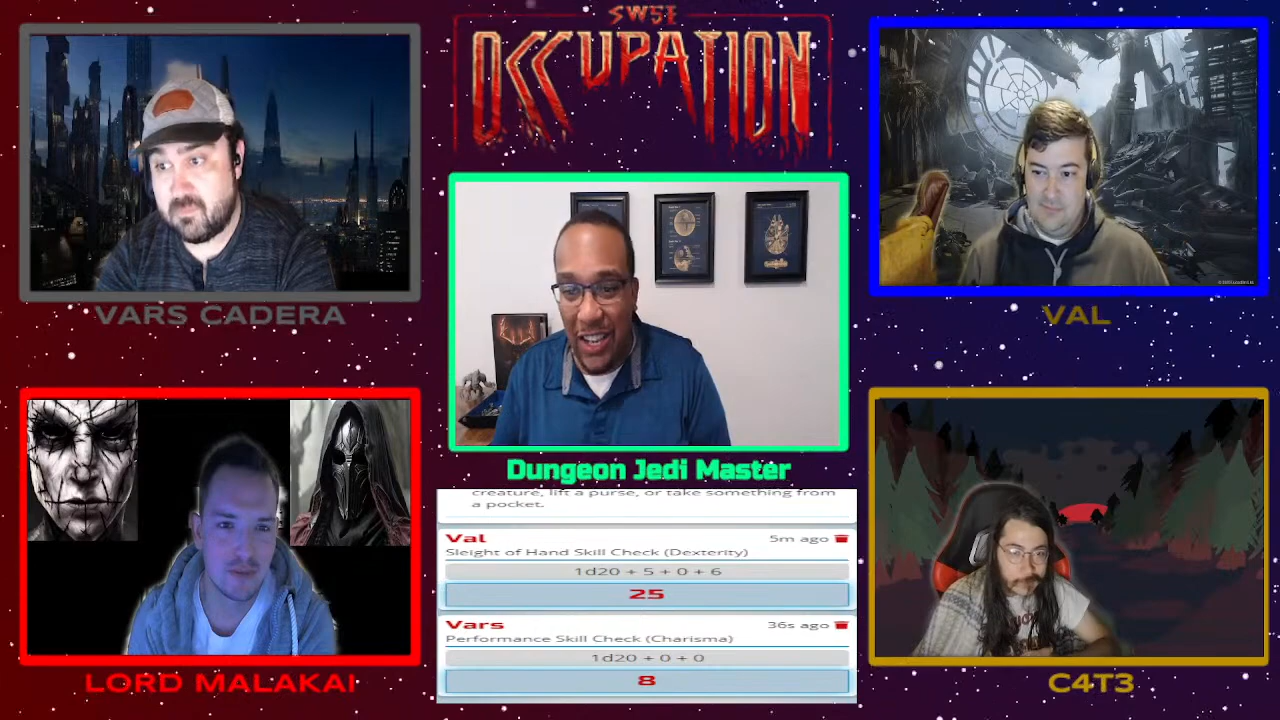 SW5E
OCCUPATION
VARS CADERA
VAL
Dungeon Jedi Master
creature, lift a purse, or take something from
a pocket.
Val
5m ago
Sleight of Hand Skill Check (Dexterity)
1d20 + 5 + 0 + 6
25
Vars
36s ago
Performance Skill Check (Charisma)
1d20 + 0 + 0
8
LORD MALAKAI
C4T3